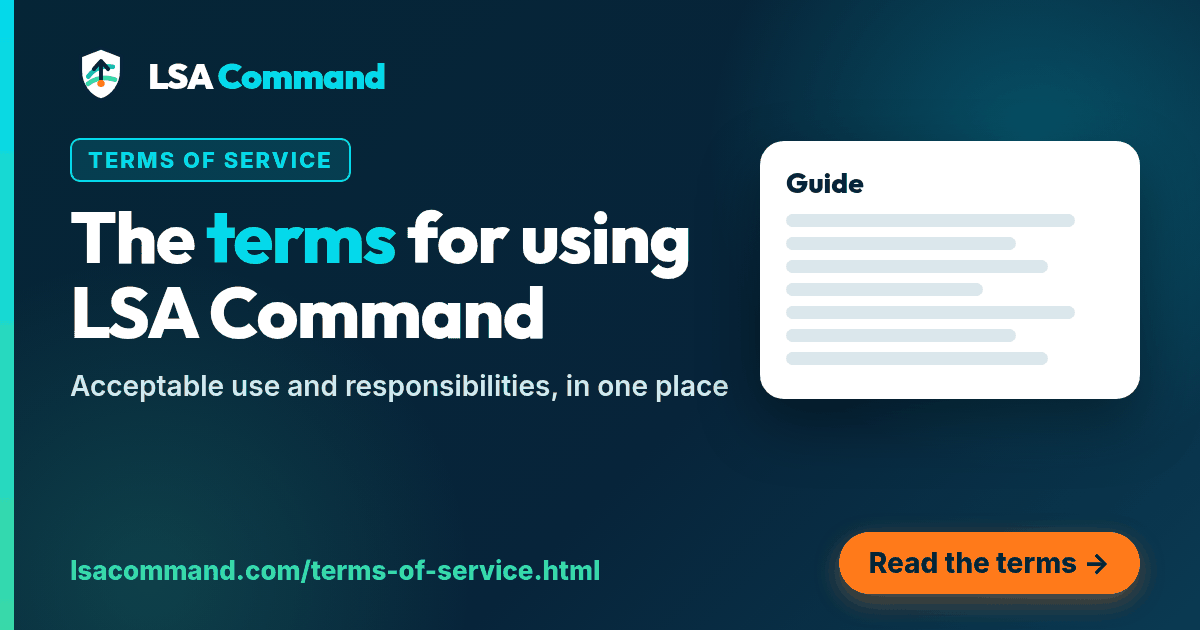 LSA Command
TERMS OF SERVICE
The terms for using
LSA Command
Acceptable use and responsibilities, in one place
Guide
lsacommand.com/terms-of-service.html
Read the terms →